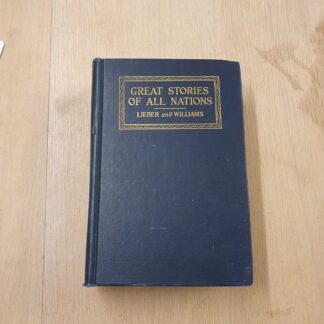 GREAT STORIES
OF ALL NATIONS
LIEBER and WILLIAMS